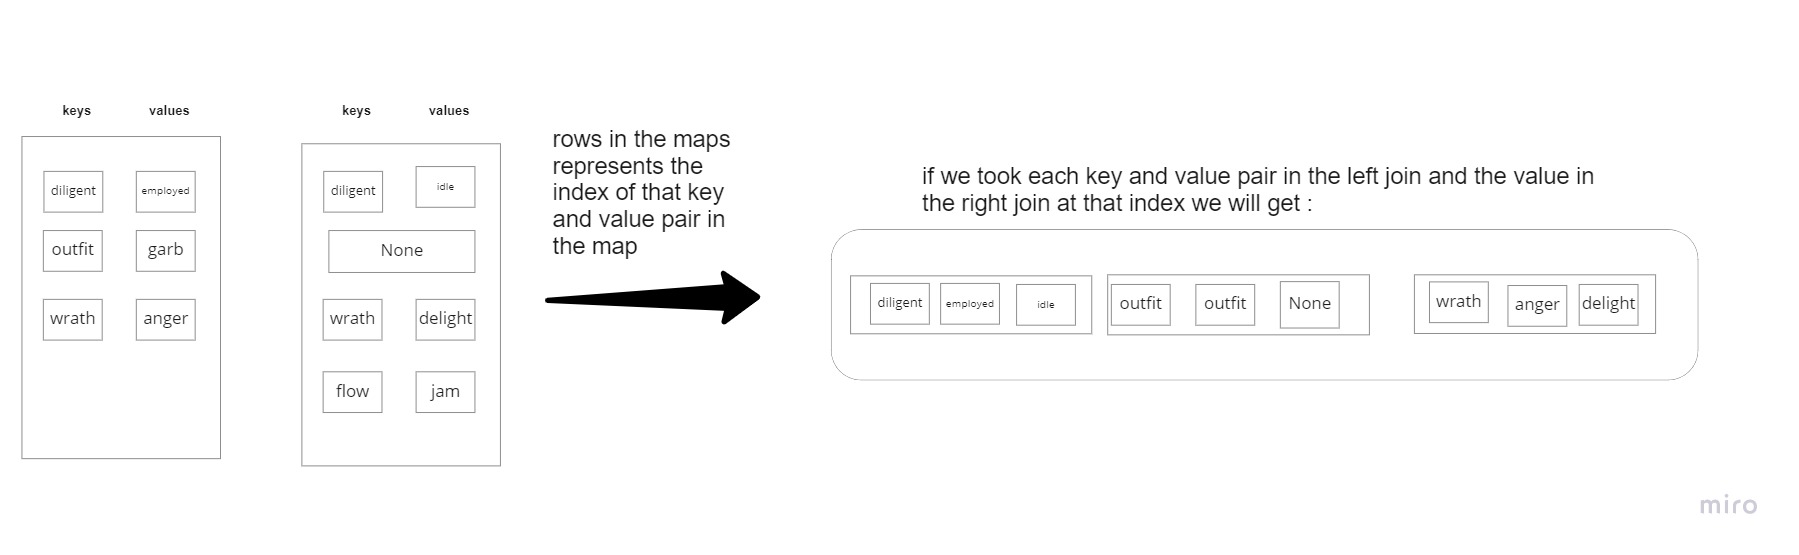 keys values
diligent employed
outfit garb
wrath anger
keys values
diligent idle
None
wrath delight
flow jam
rows in the maps
represents the
index of that key
and value pair in
the map
if we took each key and value pair in the left join and the value in
the right join at that index we will get :
diligent employed idle
outfit outfit None
wrath anger delight
miro